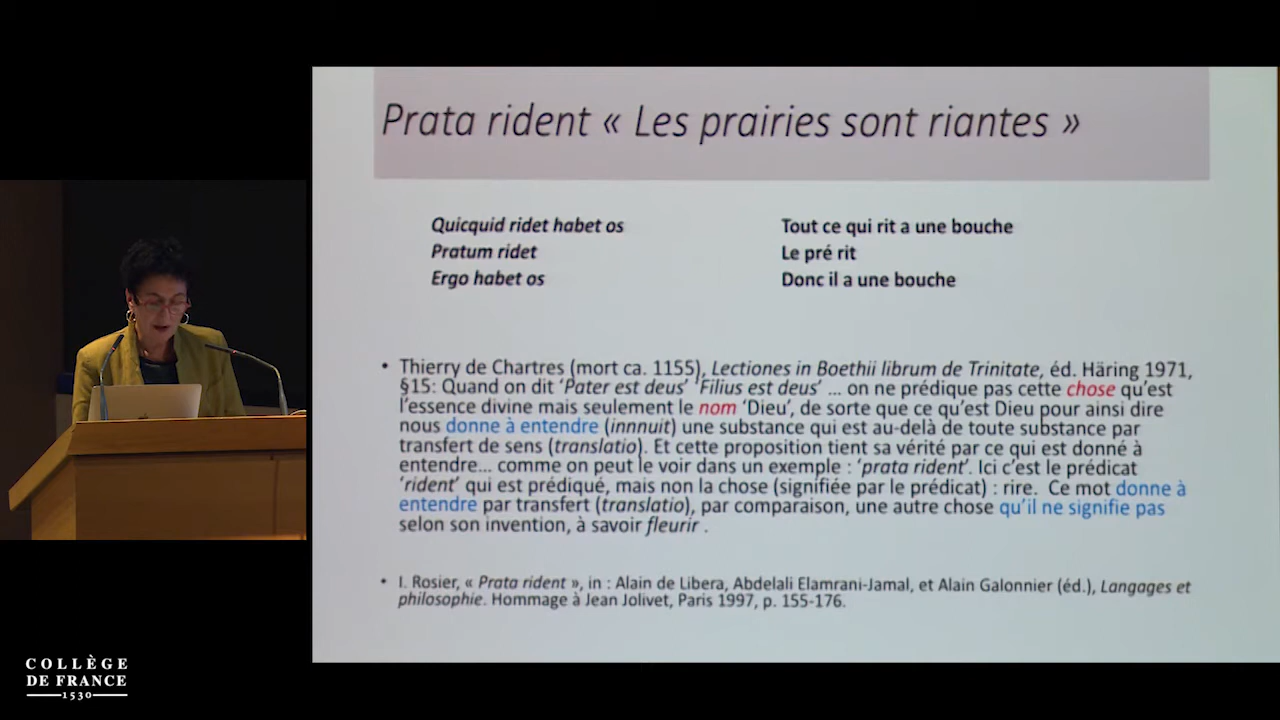 Prata rident « Les prairies sont riantes »
Quicquid ridet habet os
Pratum ridet
Ergo habet os
Tout ce qui rit a une bouche
Le pré rit
Donc il a une bouche
• Thierry de Chartres (mort ca. 1155), Lectiones in Boethii librum de Trinitate, éd. Häring 1971,
§15: Quand on dit ‘Pater est deus’ ‘Filius est deus’ … on ne prédique pas cette chose qu’est
l’essence divine mais seulement le nom ‘Dieu’, de sorte que ce qu’est Dieu pour ainsi dire
nous donne à entendre (innnuit) une substance qui est au-delà de toute substance par
transfert de sens (translatio). Et cette proposition tient sa vérité par ce qui est donné à
entendre… comme on peut le voir dans un exemple : ‘prata rident’. Ici c’est le prédicat
‘rident’ qui est prédiqué, mais non la chose (signifiée par le prédicat) : rire. Ce mot donne à
entendre par transfert (translatio), par comparaison, une autre chose qu’il ne signifie pas
selon son invention, à savoir fleurir .
• I. Rosier, « Prata rident », in : Alain de Libera, Abdelali Elamrani-Jamal, et Alain Galonnier (éd.), Langages et
philosophie. Hommage à Jean Jolivet, Paris 1997, p. 155-176.
COLLÈGE
DE FRANCE
1530